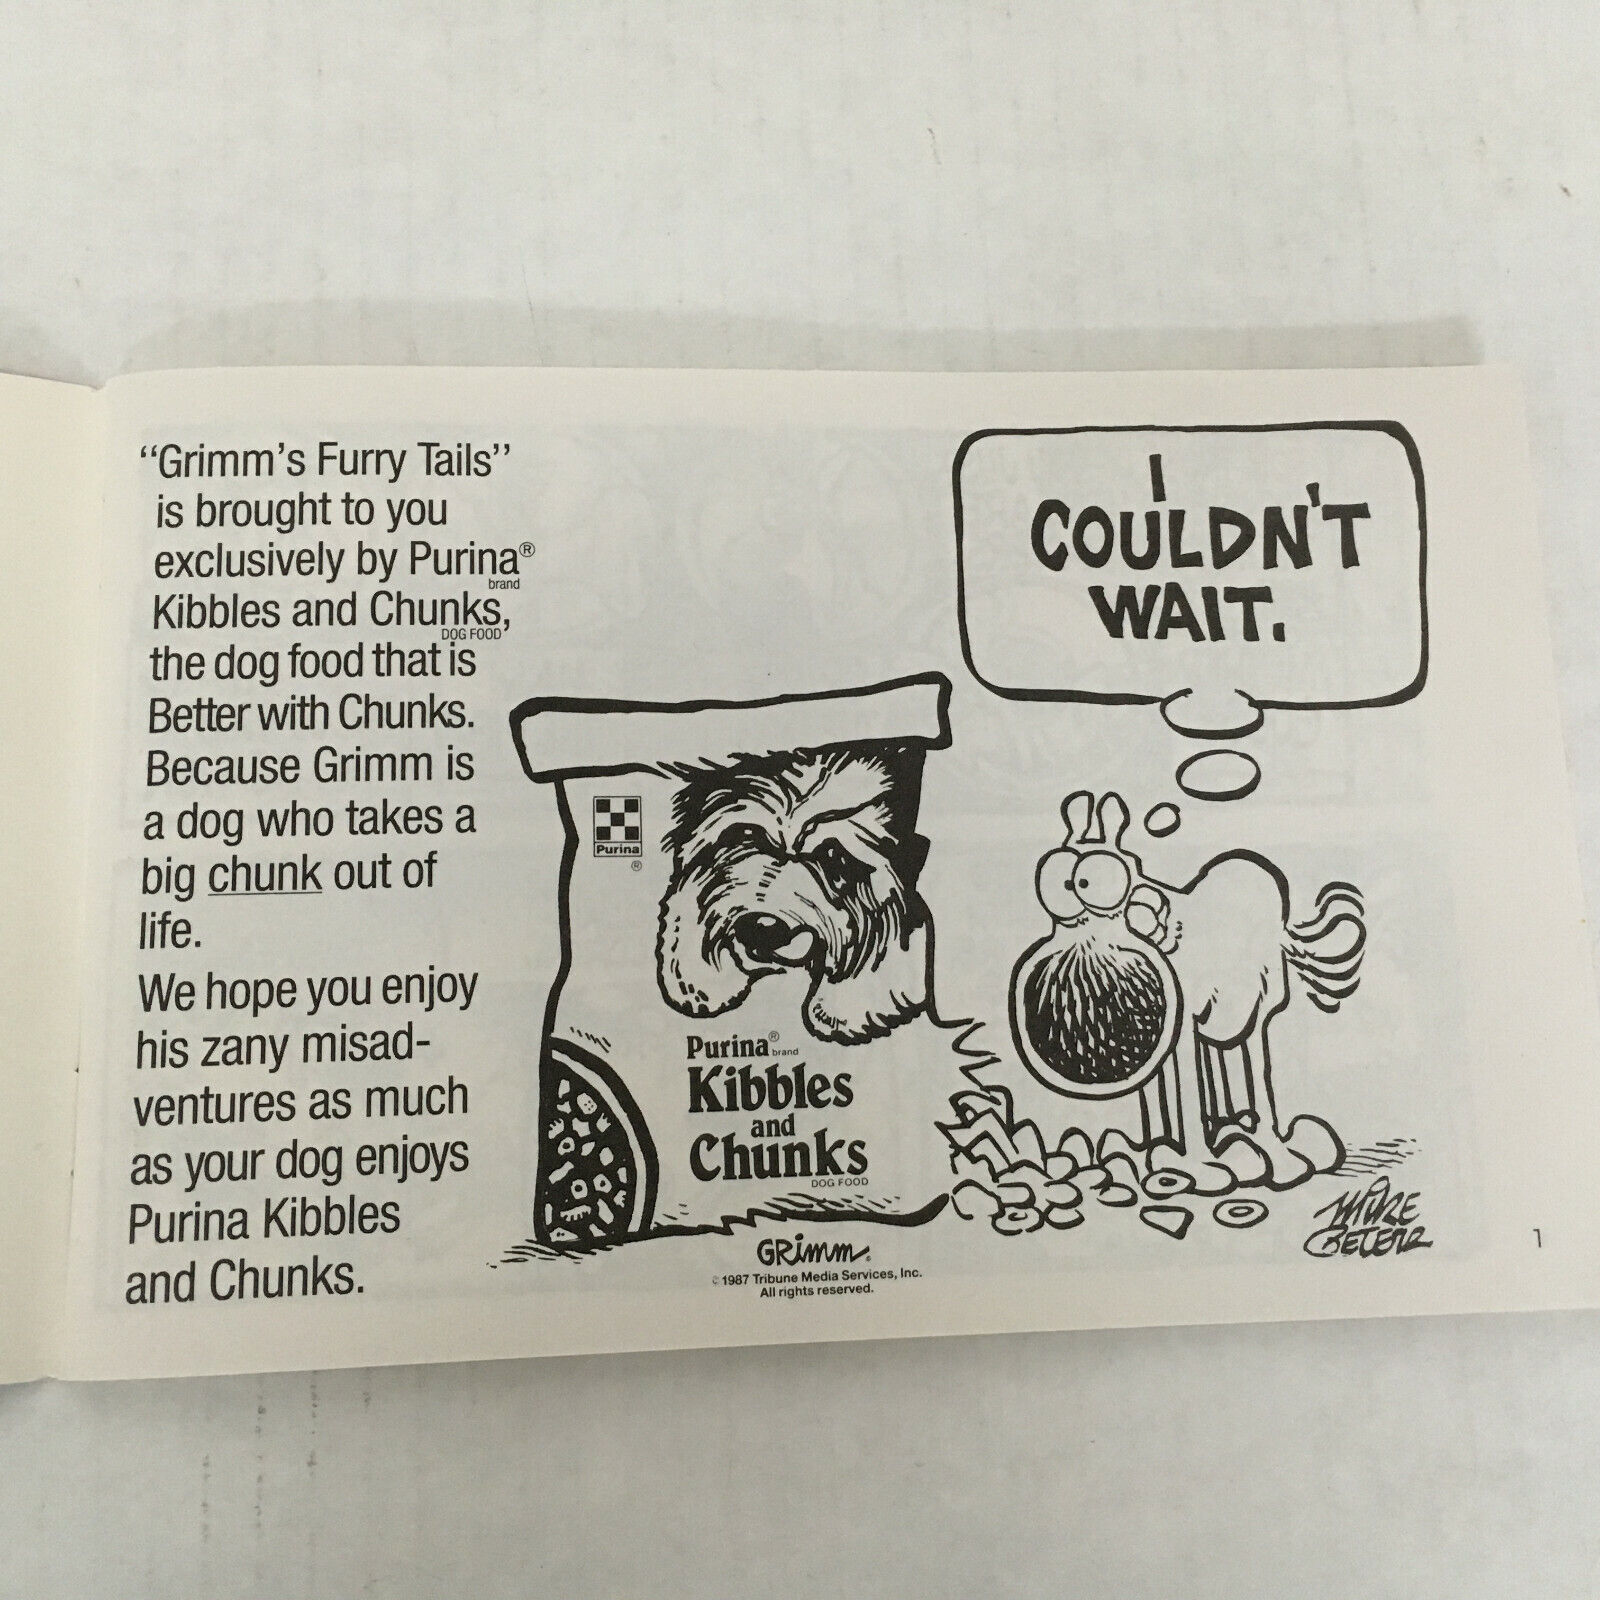 “Grimm’s Furry Tails”
is brought to you
exclusively by Purina®
brand
Kibbles and Chunks,
DOG FOOD
the dog food that is
Better with Chunks.
Because Grimm is
a dog who takes a
big chunk out of
life.
We hope you enjoy
his zany misad-
ventures as much
as your dog enjoys
Purina Kibbles
and Chunks.
I
COULDN'T
WAIT.
Purina
®
Purina® brand
Kibbles
and
Chunks
DOG FOOD
GRimm.
© 1987 Tribune Media Services, Inc.
All rights reserved.
MIKE
PETERS
1